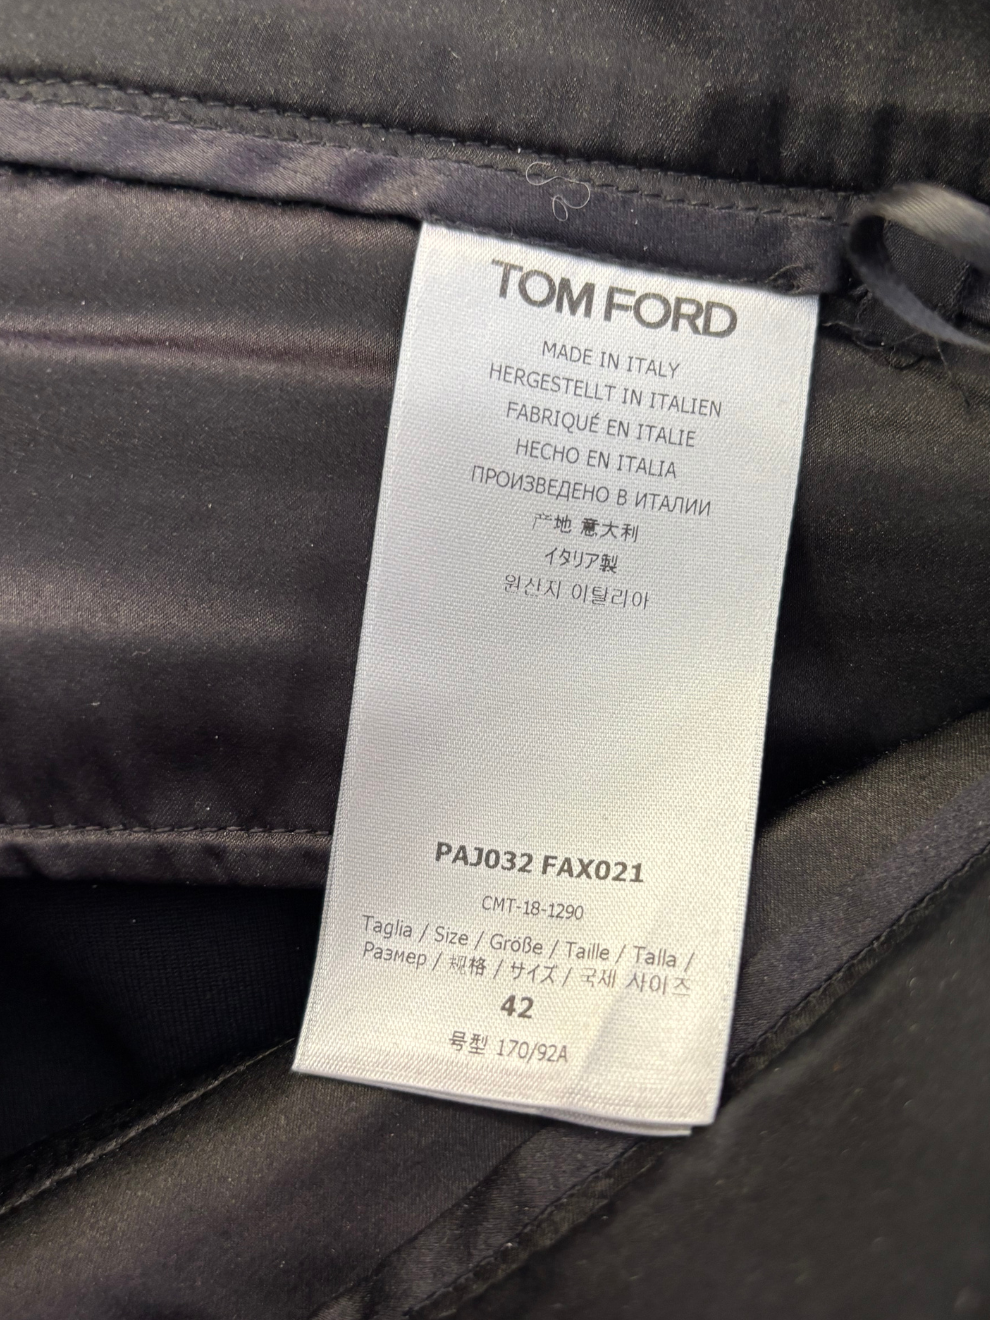 TOM FORD
MADE IN ITALY
HERGESTELLT IN ITALIEN
FABRIQUÉ EN ITALIE
HECHO EN ITALIA
ПРОИЗВЕДЕНО В ИТАЛИИ
产地 意大利
イタリア製
원산지 이탈리아
PAJ032 FAX021
CMT-18-1290
Taglia / Size / Größe / Taille / Talla /
Размер / 规格 / サイズ / 국제 사이즈
42
号型 170/92A